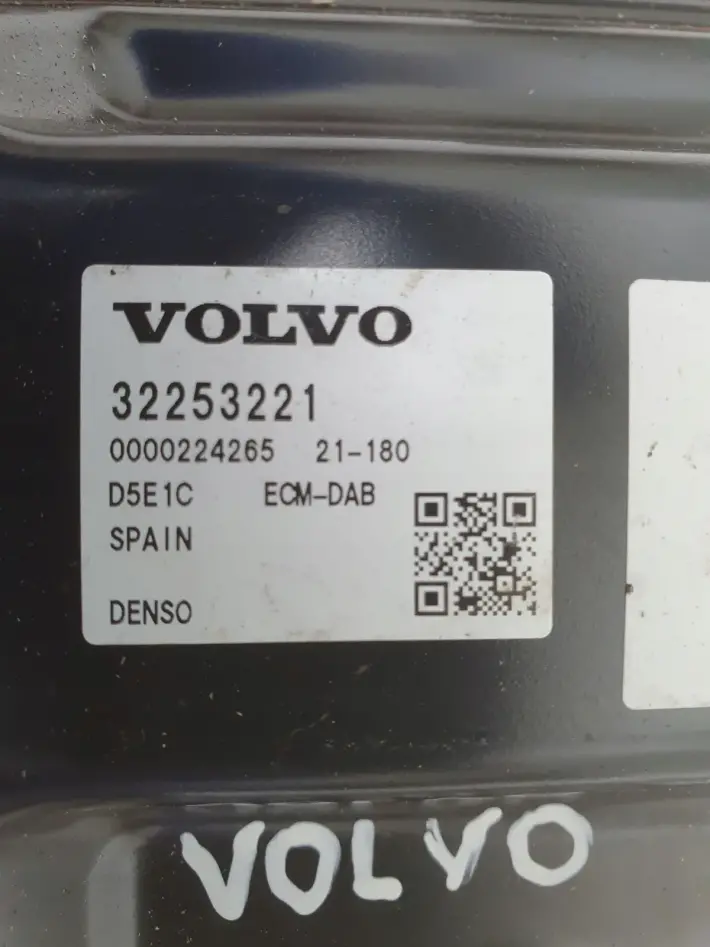 VOLVO
32253221
0000224265 21-180
D5E1C ECM-DAB
SPAIN
DENSO
VOLVO